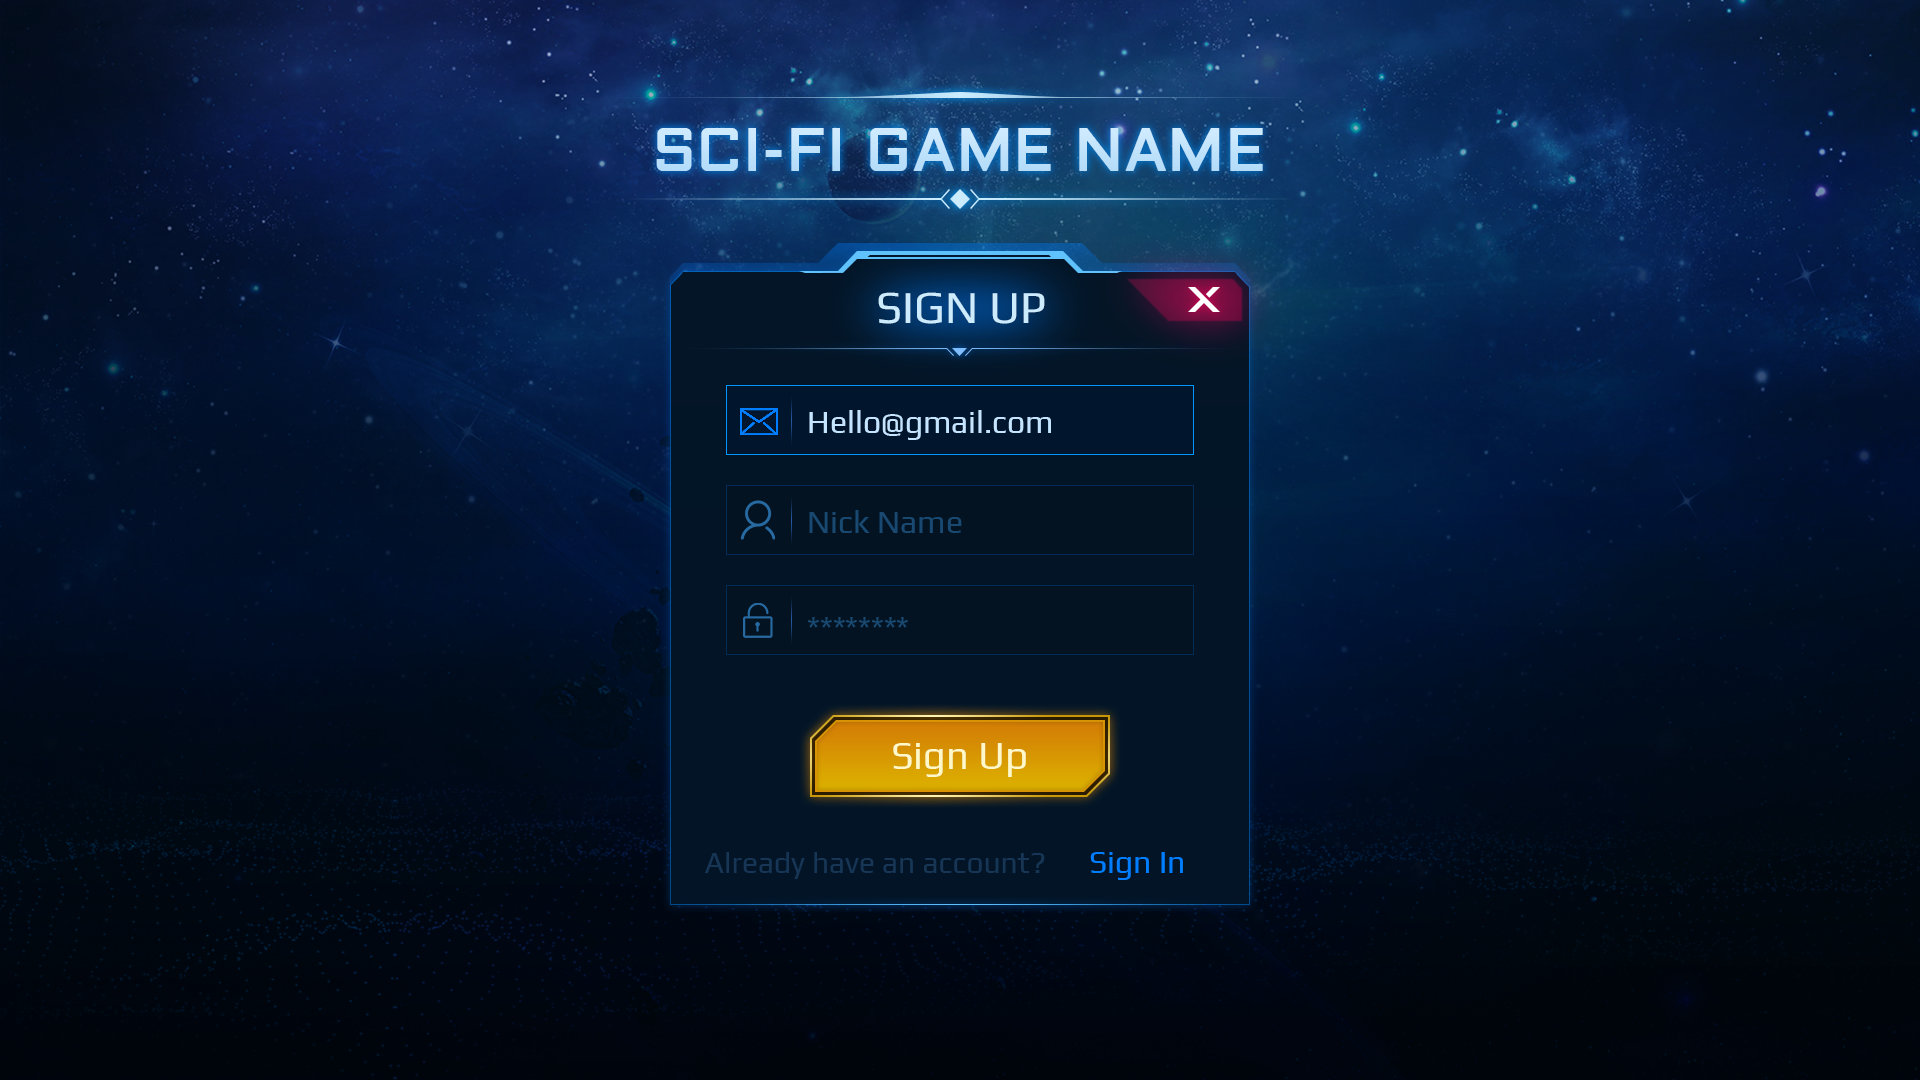 SCI-FI GAME NAME
SIGN UP
X
Hello@gmail.com
Nick Name
********
Sign Up
Already have an account? Sign In